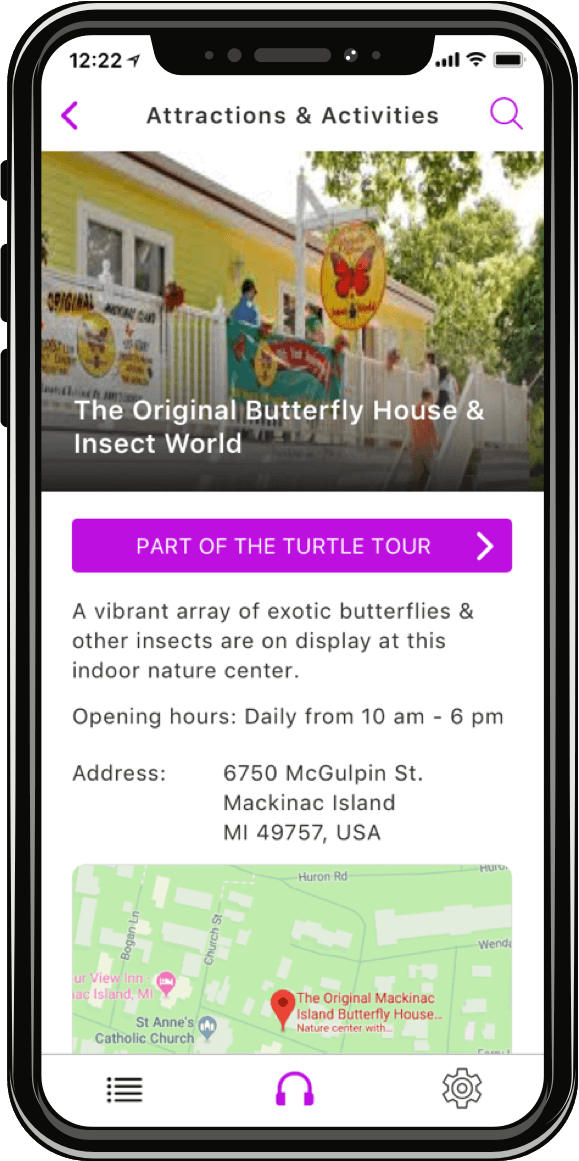 12:22
Attractions & Activities
ORIGINAL
MACKINAC ISLAND
The Original Butterfly House &
Insect World
PART OF THE TURTLE TOUR
A vibrant array of exotic butterflies &
other insects are on display at this
indoor nature center.
Opening hours: Daily from 10 am - 6 pm
Address: 6750 McGulpin St.
Mackinac Island
MI 49757, USA
Huron Rd
Huron
Bogan Ln
Church St
Wenda
ur View Inn -
nac Island, MI
The Original Mackinac
Island Butterfly House...
Nature center with...
St Anne's
Catholic Church